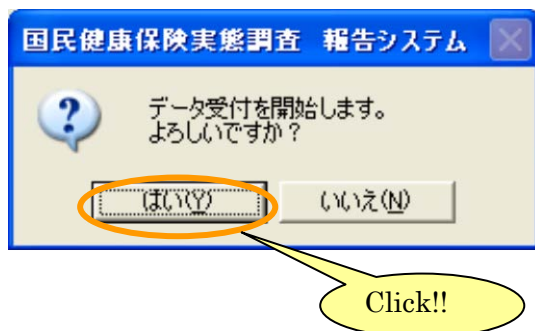 国民健康保険実態調査 報告システム
データ受付を開始します。
よろしいですか？
はい(Y) いいえ(N)
Click!!